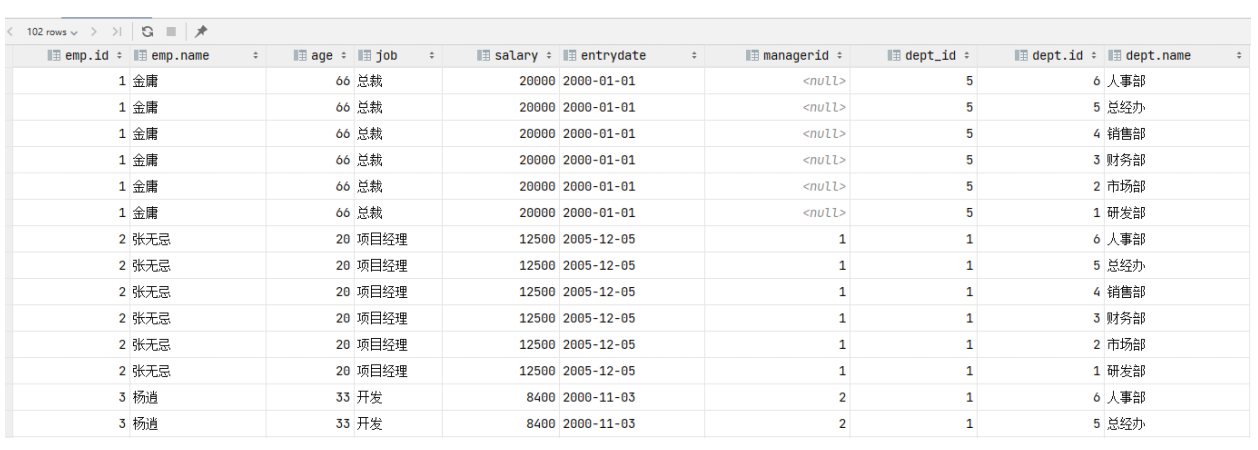 102 rows
emp.id emp.name age job salary entrydate managerid dept_id dept.id dept.name
1 金庸 66 总裁 20000 2000-01-01 <null> 5 6 人事部
1 金庸 66 总裁 20000 2000-01-01 <null> 5 5 总经办
1 金庸 66 总裁 20000 2000-01-01 <null> 5 4 销售部
1 金庸 66 总裁 20000 2000-01-01 <null> 5 3 财务部
1 金庸 66 总裁 20000 2000-01-01 <null> 5 2 市场部
1 金庸 66 总裁 20000 2000-01-01 <null> 5 1 研发部
2 张无忌 20 项目经理 12500 2005-12-05 1 1 6 人事部
2 张无忌 20 项目经理 12500 2005-12-05 1 1 5 总经办
2 张无忌 20 项目经理 12500 2005-12-05 1 1 4 销售部
2 张无忌 20 项目经理 12500 2005-12-05 1 1 3 财务部
2 张无忌 20 项目经理 12500 2005-12-05 1 1 2 市场部
2 张无忌 20 项目经理 12500 2005-12-05 1 1 1 研发部
3 杨逍 33 开发 8400 2000-11-03 2 1 6 人事部
3 杨逍 33 开发 8400 2000-11-03 2 1 5 总经办